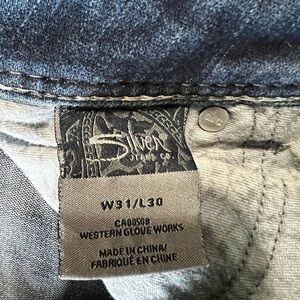 Silver
JEANS CO.
W31/L30
CA00508
WESTERN GLOVE WORKS
MADE IN CHINA/
FABRIQUÉ EN CHINE